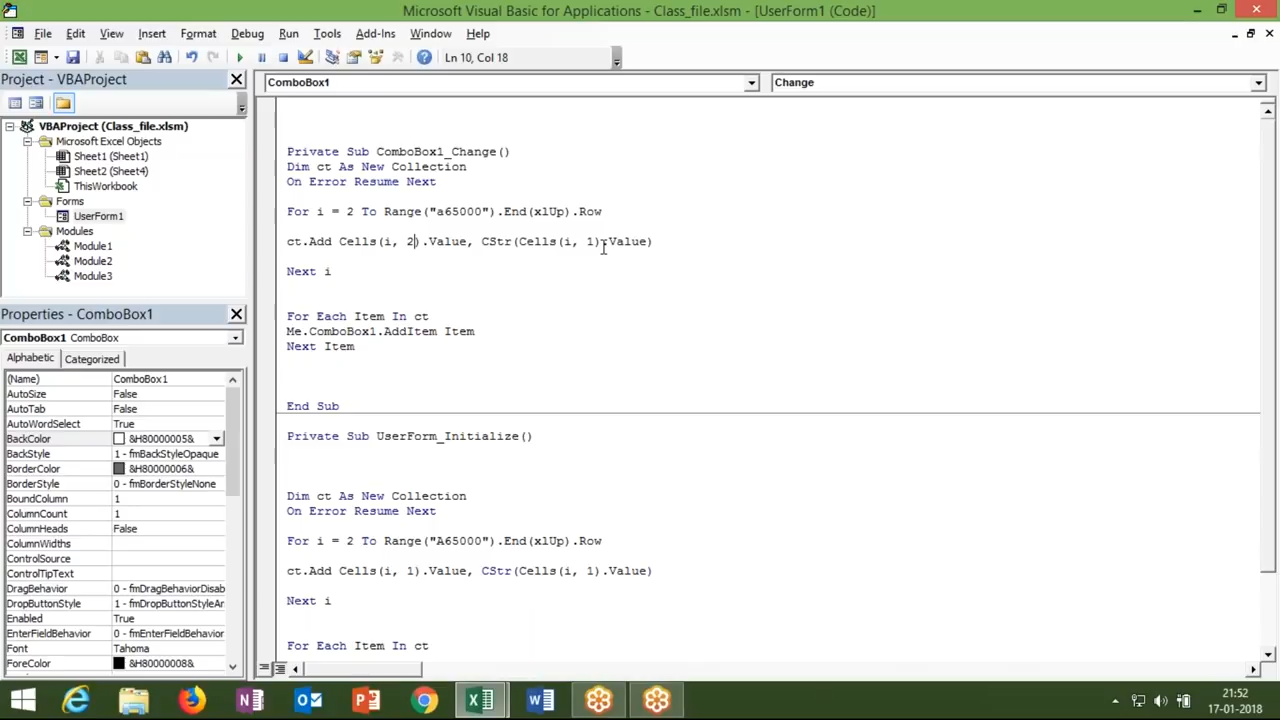 Microsoft Visual Basic for Applications - Class_file.xlsm - [UserForm1 (Code)]
File Edit View Insert Format Debug Run Tools Add-Ins Window Help
Ln 10, Col 18
Project - VBAProject
VBAProject (Class_file.xlsm)
Microsoft Excel Objects
Sheet1 (Sheet1)
Sheet2 (Sheet4)
ThisWorkbook
Forms
UserForm1
Modules
Module1
Module2
Module3
Properties - ComboBox1
ComboBox1 ComboBox
Alphabetic Categorized
(Name) ComboBox1
AutoSize False
AutoTab False
AutoWordSelect True
BackColor &H80000005&
BackStyle 1 - fmBackStyleOpaque
BorderColor &H80000006&
BorderStyle 0 - fmBorderStyleNone
BoundColumn 1
ColumnCount 1
ColumnHeads False
ColumnWidths
ControlSource
ControlTipText
DragBehavior 0 - fmDragBehaviorDisab
DropButtonStyle 1 - fmDropButtonStyleAr
Enabled True
EnterFieldBehavior 0 - fmEnterFieldBehavior
Font Tahoma
ForeColor &H80000008&
ComboBox1 Change
Private Sub ComboBox1_Change()
Dim ct As New Collection
On Error Resume Next
For i = 2 To Range("a65000").End(xlUp).Row
ct.Add Cells(i, 2).Value, CStr(Cells(i, 1).Value)
Next i
For Each Item In ct
Me.ComboBox1.AddItem Item
Next Item
End Sub
Private Sub UserForm_Initialize()
Dim ct As New Collection
On Error Resume Next
For i = 2 To Range("A65000").End(xlUp).Row
ct.Add Cells(i, 1).Value, CStr(Cells(i, 1).Value)
Next i
For Each Item In ct
21:52
17-01-2018